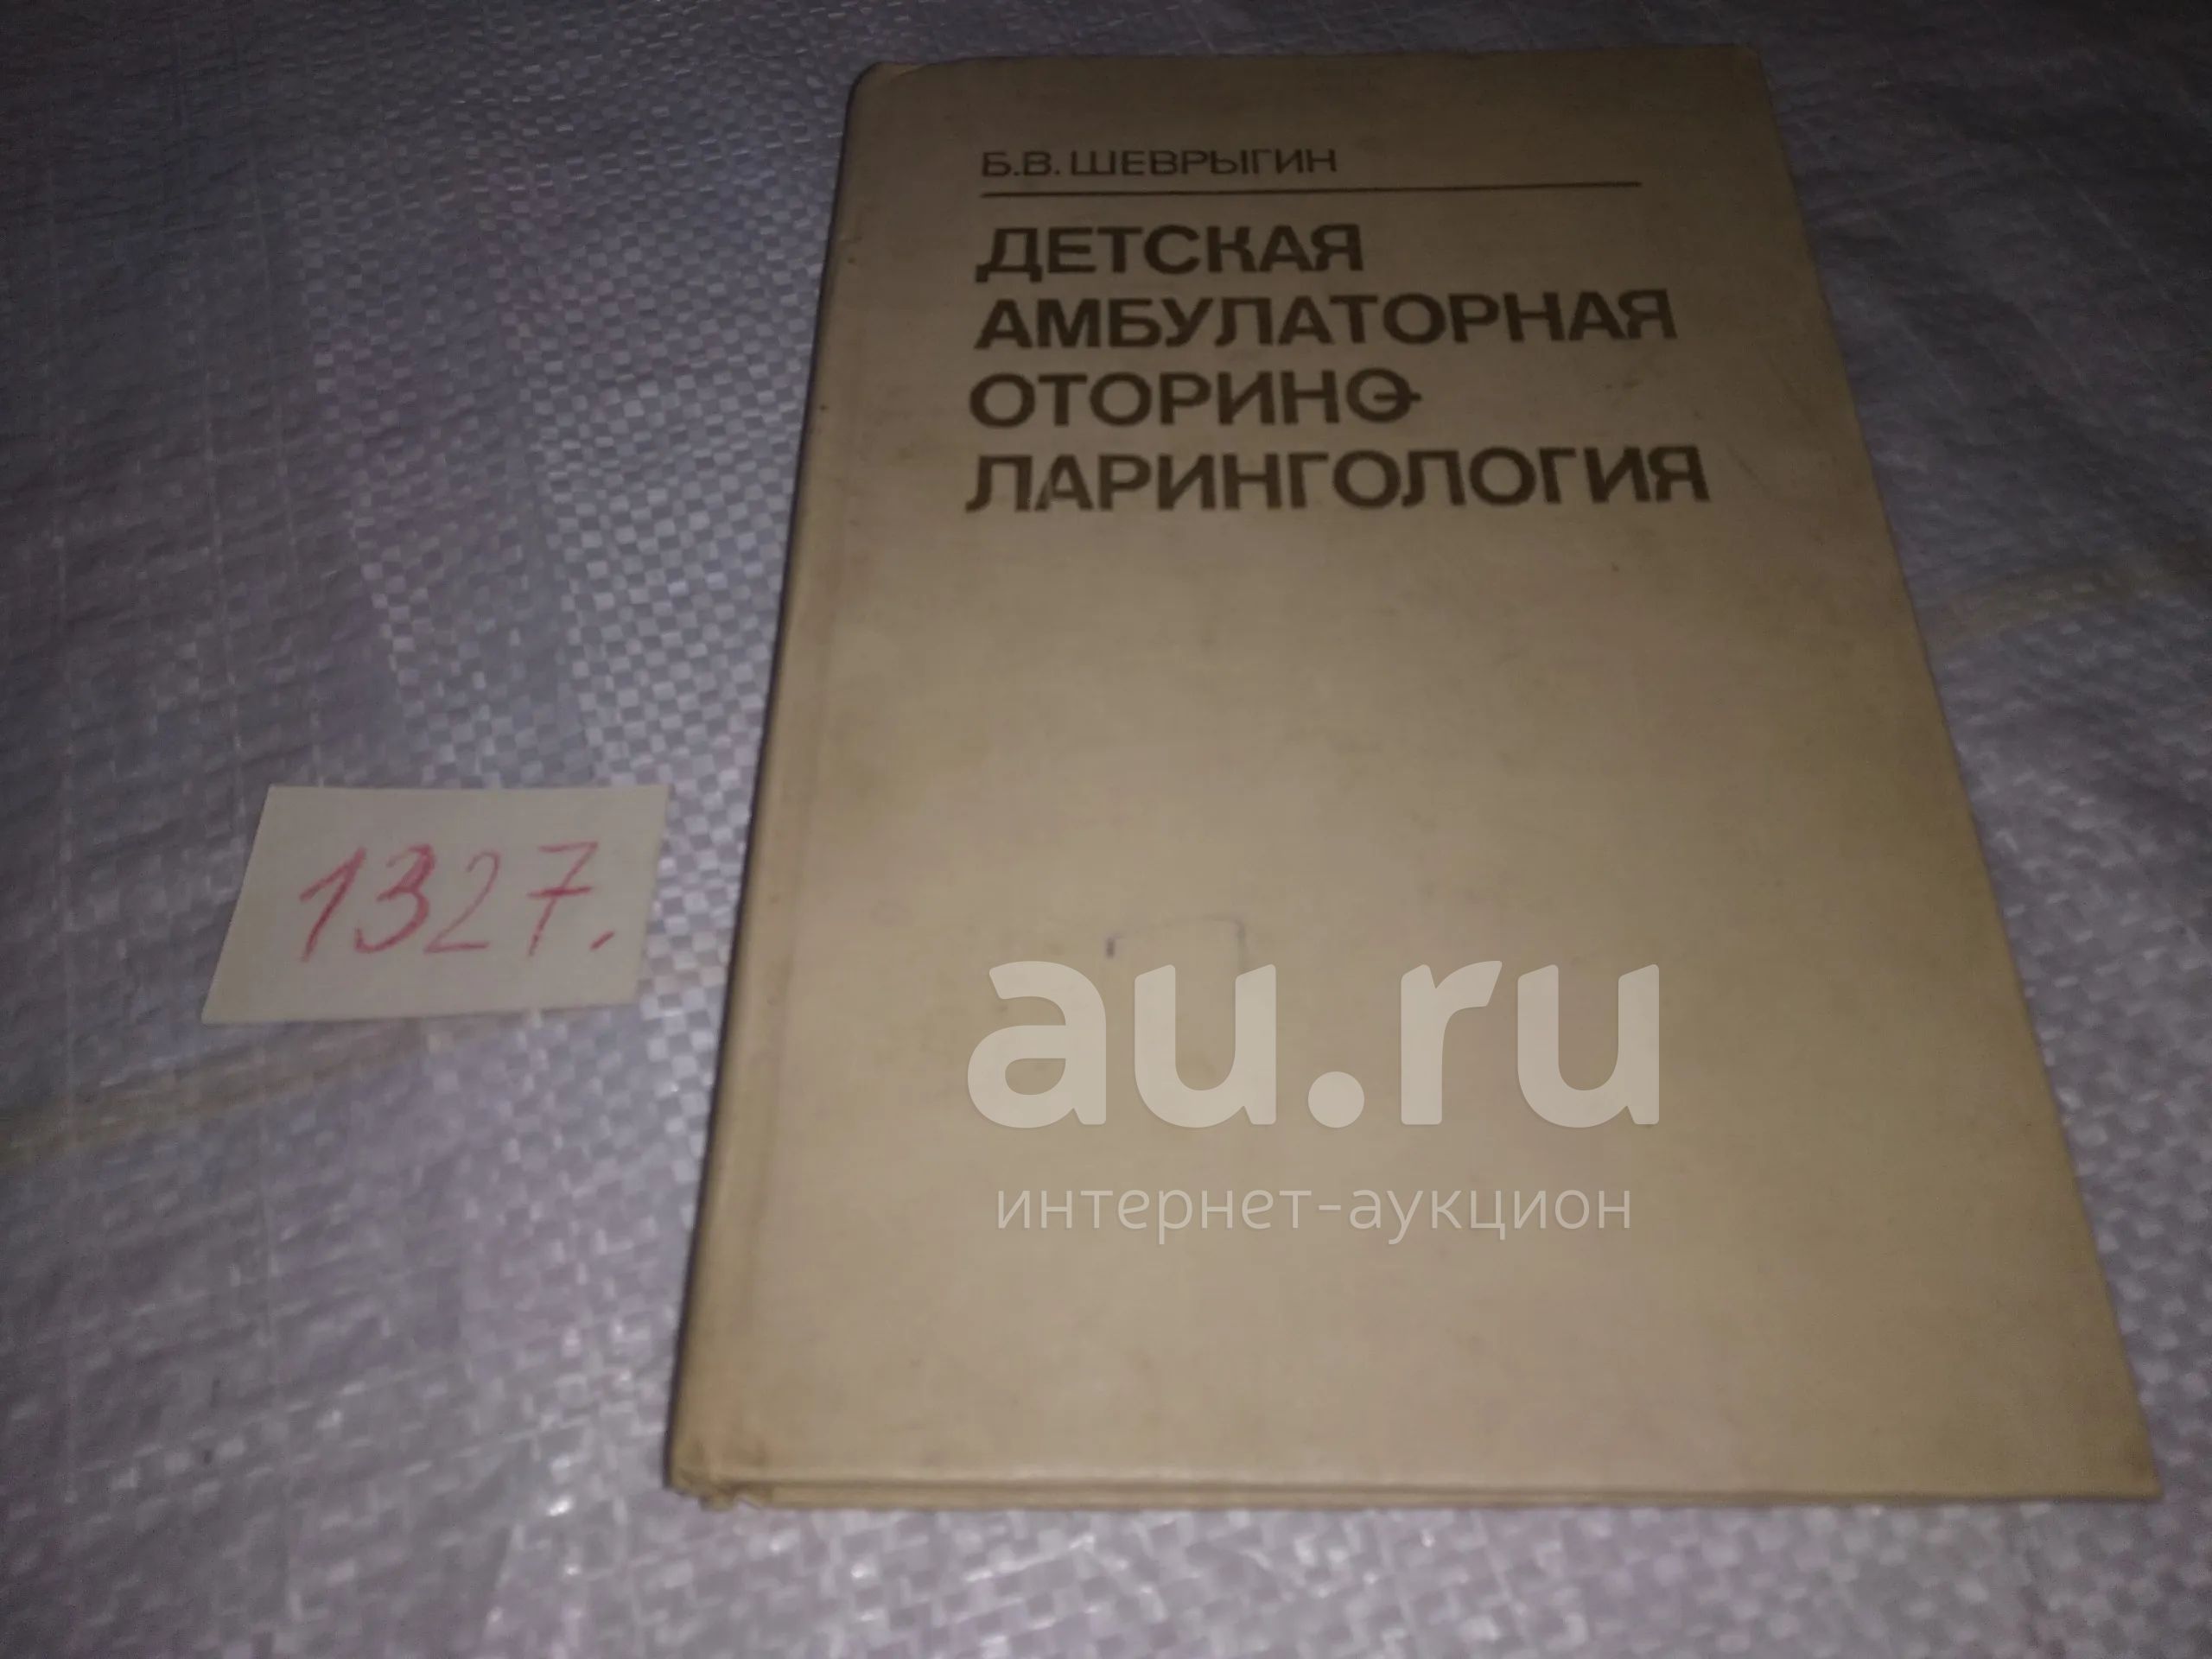 Б.В. ШЕВРЫГИН
ДЕТСКАЯ
АМБУЛАТОРНАЯ
ОТОРИНО-
ЛАРИНГОЛОГИЯ
1327.
au.ru
интернет-аукцион